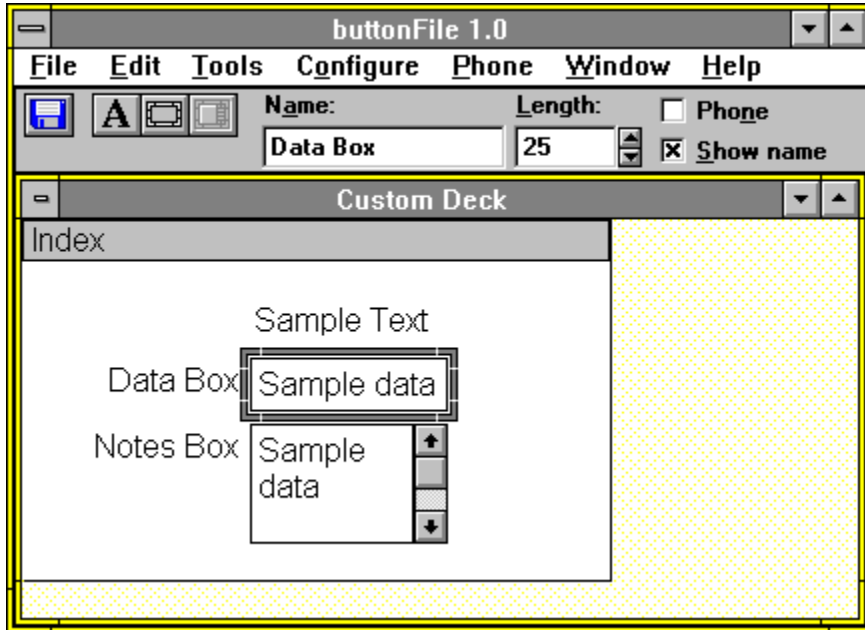 buttonFile 1.0
File Edit Tools Configure Phone Window Help
A Name: Length: Phone
Data Box 25 Show name
Custom Deck
Index
Sample Text
Data Box Sample data
Notes Box Sample
data